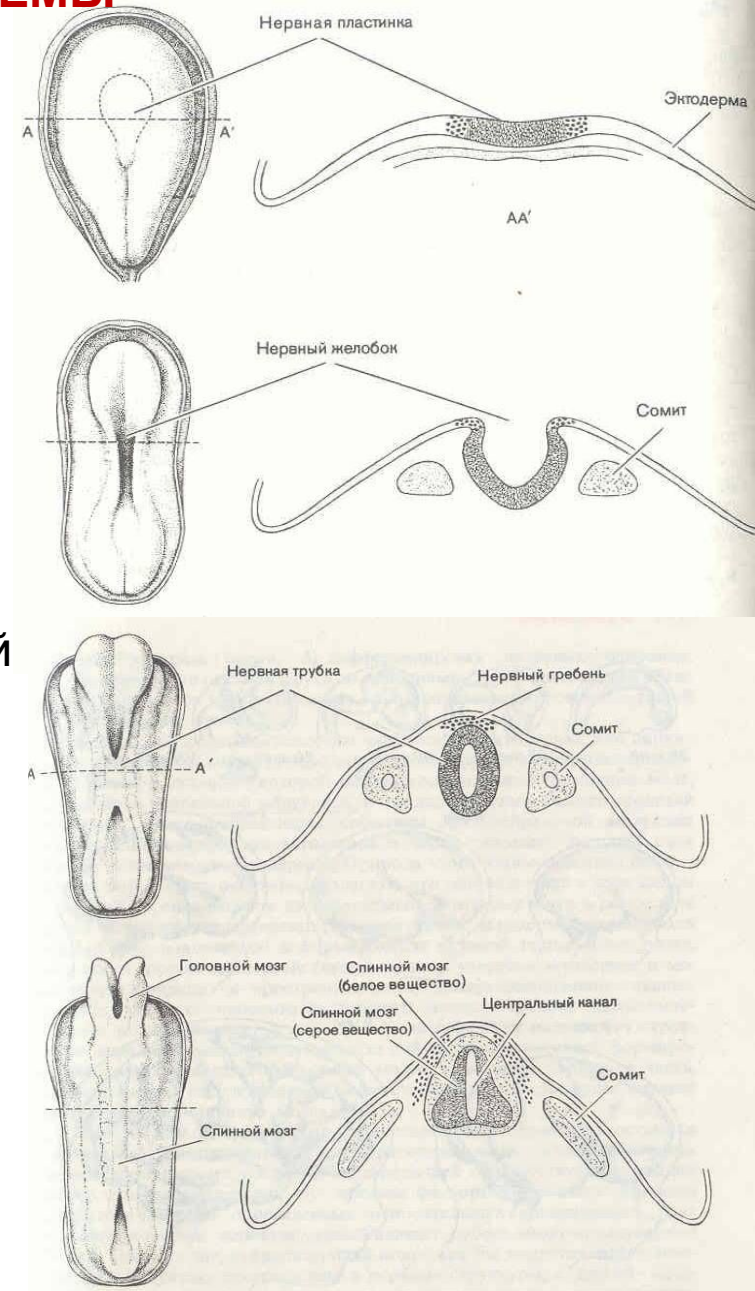 Нервная пластинка
Эктодерма
А
А'
АА'
Нервный желобок
Сомит
й
Нервная трубка
Нервный гребень
Сомит
А
А'
Головной мозг
Спинной мозг
(белое вещество)
Спинной мозг
(серое вещество)
Центральный канал
Сомит
Спинной мозг